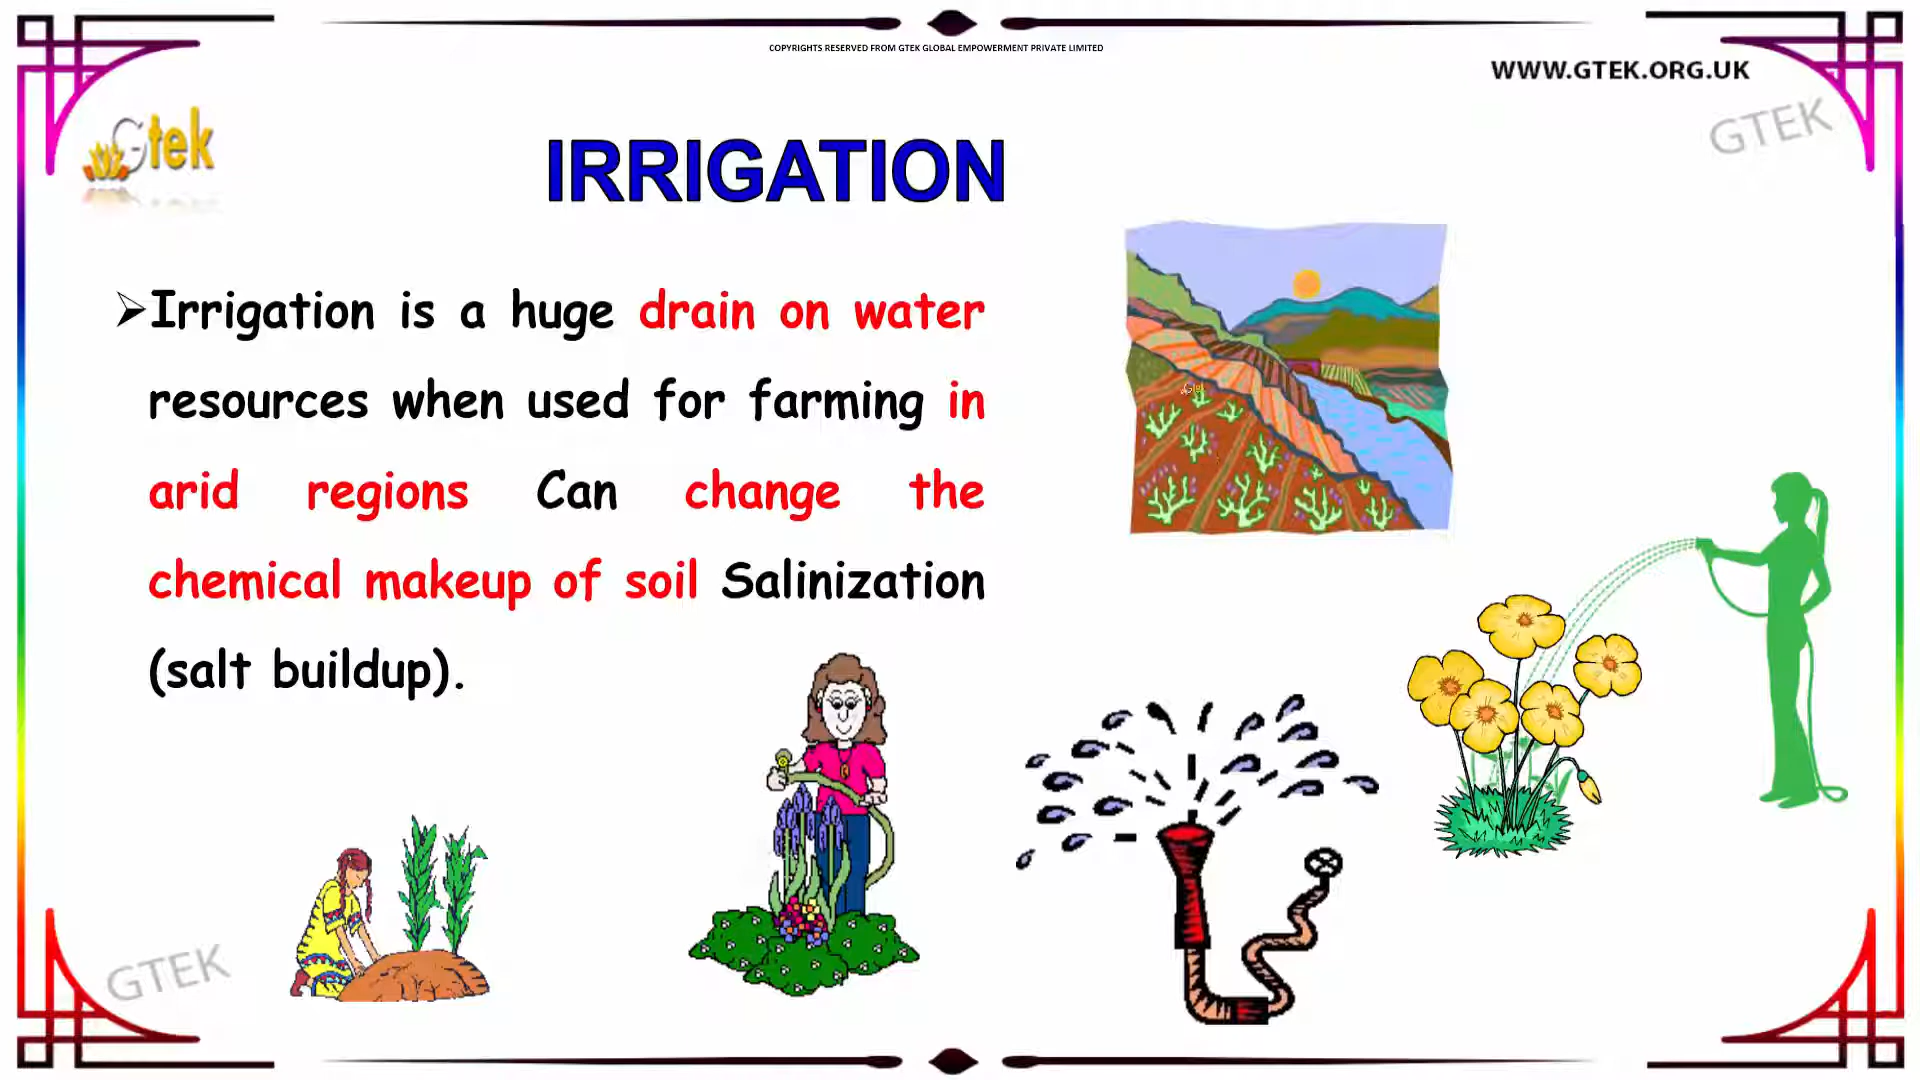 COPYRIGHTS RESERVED FROM GTEK GLOBAL EMPOWERMENT PRIVATE LIMITED
WWW.GTEK.ORG.UK
Gtek
GTEK
IRRIGATION
➢Irrigation is a huge drain on water
resources when used for farming in
arid regions Can change the
chemical makeup of soil Salinization
(salt buildup).
Gtek
GTEK